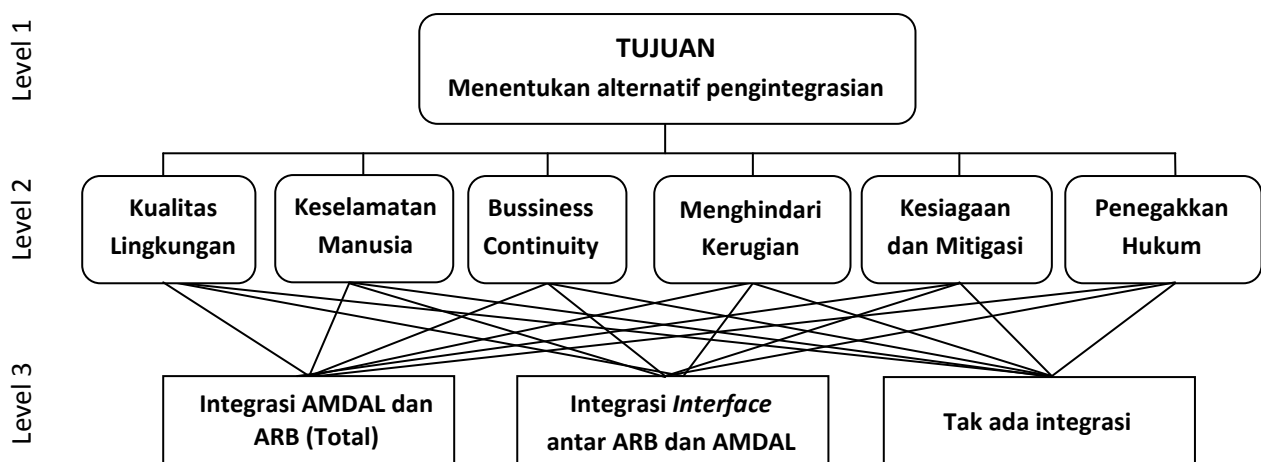 Level 1
TUJUAN
Menentukan alternatif pengintegrasian
Level 2
Kualitas
Lingkungan
Keselamatan
Manusia
Bussiness
Continuity
Menghindari
Kerugian
Kesiagaan
dan Mitigasi
Penegakkan
Hukum
Level 3
Integrasi AMDAL dan
ARB (Total)
Integrasi Interface
antar ARB dan AMDAL
Tak ada integrasi